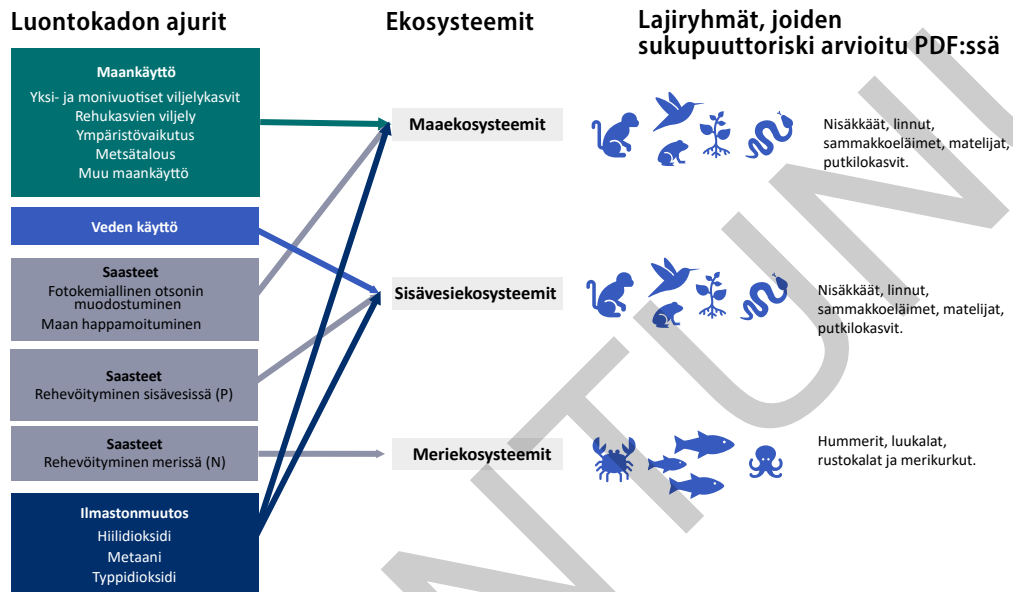 Luontokadon ajurit
Ekosysteemit
Lajiryhmät, joiden
sukupuuttoriski arvioitu PDF:ssä
Maankäyttö
Yksi- ja monivuotiset viljelykasvit
Rehukasvien viljely
Ympäristövaikutus
Metsätalous
Muu maankäyttö
Veden käyttö
Saasteet
Fotokemiallinen otsonin
muodostuminen
Maan happamoituminen
Saasteet
Rehevöityminen sisävesissä (P)
Saasteet
Rehevöityminen merissä (N)
Ilmastonmuutos
Hiilidioksidi
Metaani
Typpidioksidi
Maaekosysteemit
Sisävesiekosysteemit
Meriekosysteemit
Nisäkkäät, linnut,
sammakkoeläimet, matelijat,
putkilokasvit.
Nisäkkäät, linnut,
sammakkoeläimet, matelijat,
putkilokasvit.
Hummerit, luukalat,
rustokalat ja merikurkut.
NTUNI